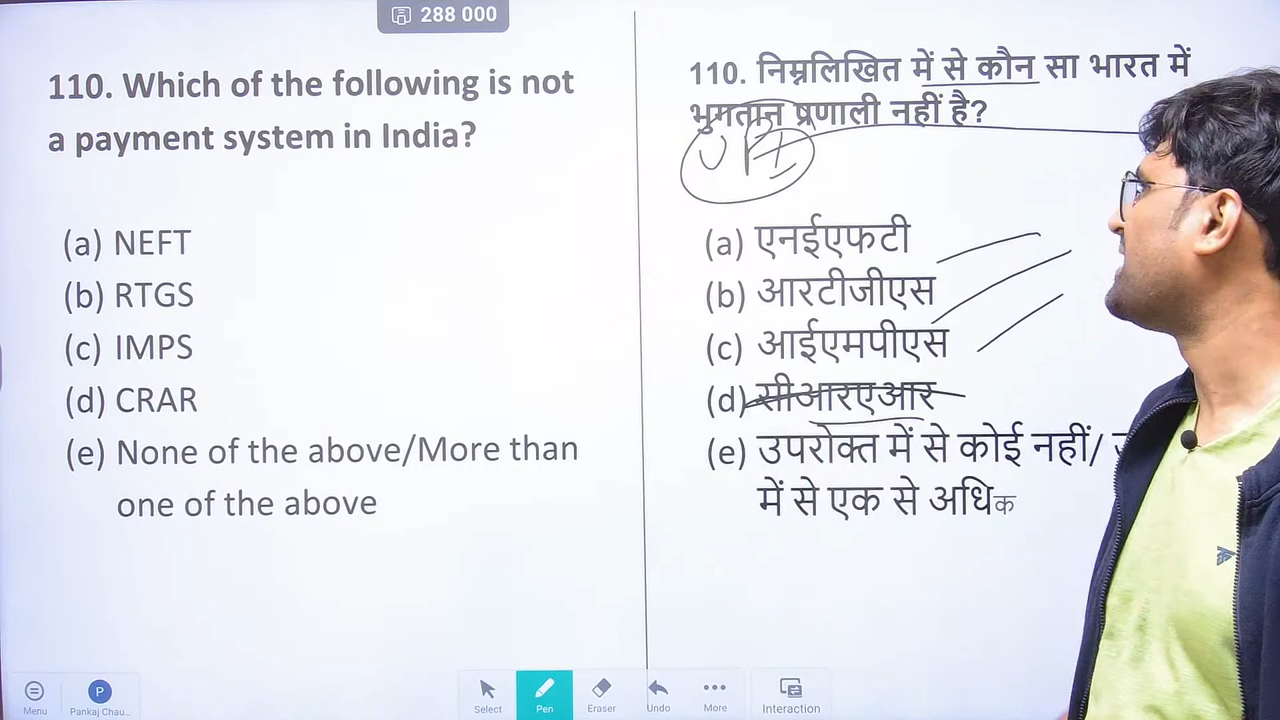 288 000
110. Which of the following is not
a payment system in India?
(a) NEFT
(b) RTGS
(c) IMPS
(d) CRAR
(e) None of the above/More than
one of the above
110. निम्नलिखित में से कौन सा भारत में
भुगतान प्रणाली नहीं है?
UPI
(a) एनईएफटी
(b) आरटीजीएस
(c) आईएमपीएस
(d) सीआरएआर
(e) उपरोक्त में से कोई नहीं/
में से एक से अधिक
Menu
P
Pankaj Chau...
Select
Pen
Eraser
Undo
More
Interaction